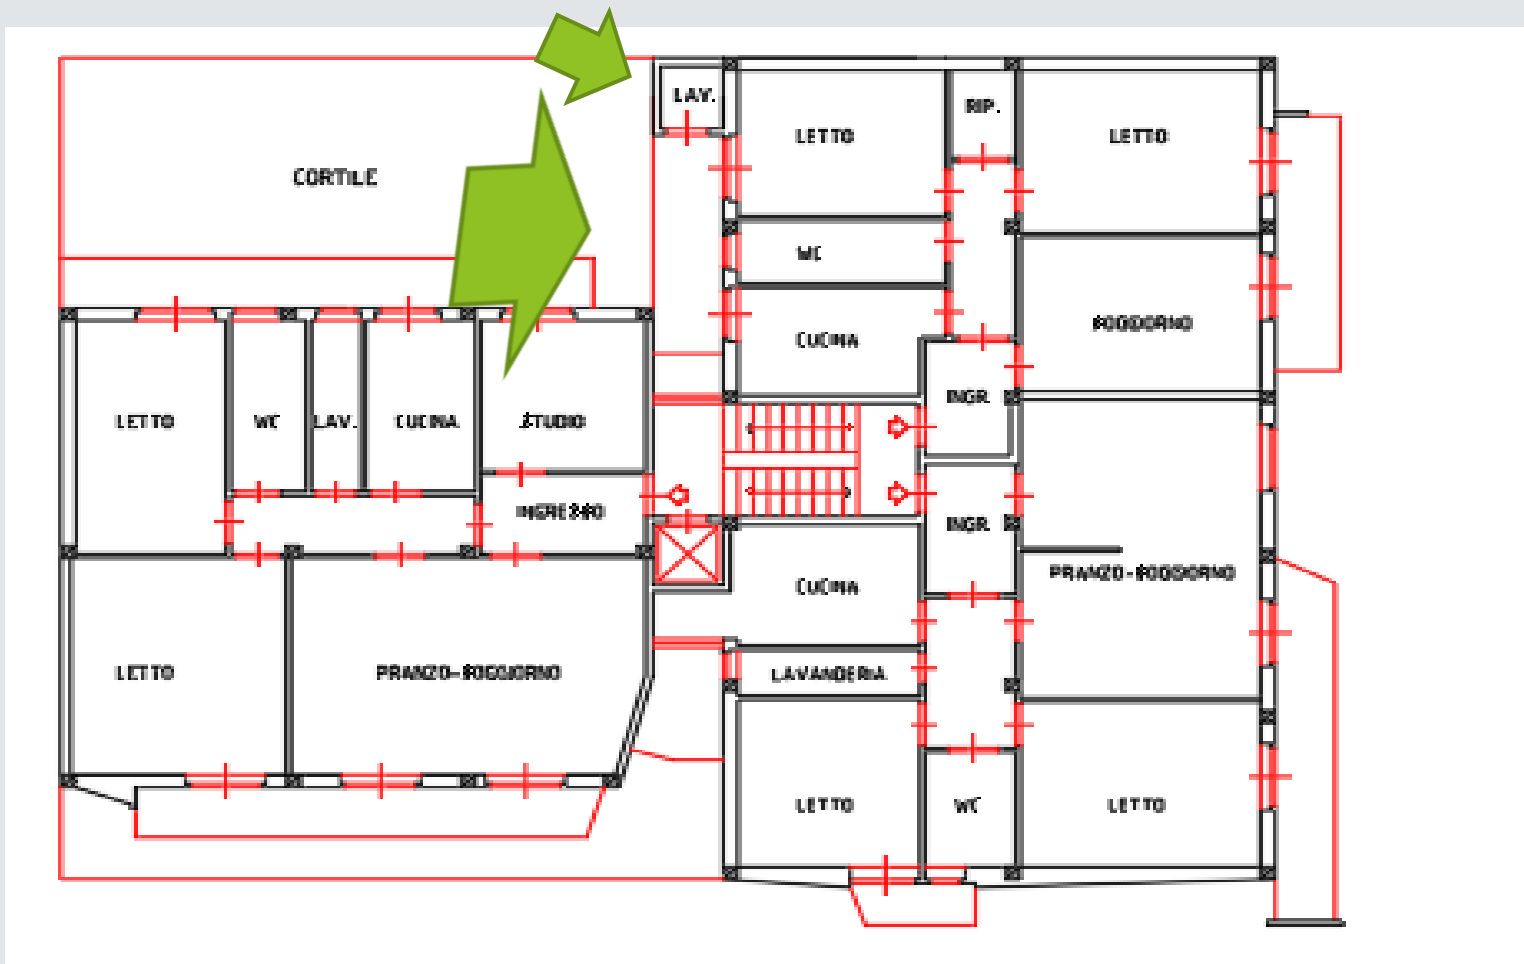 LAV.
RIP.
LETTO
LETTO
CORTILE
WC
SOGGIORNO
CUCINA
INGR.
LETTO
WC
LAV.
CUCINA
STUDIO
INGRESSO
INGR.
PRANZO-SOGGIORNO
CUCINA
LETTO
PRANZO-SOGGIORNO
LAVANDERIA
LETTO
WC
LETTO